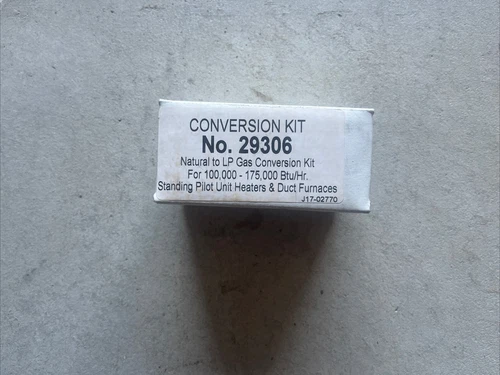 CONVERSION KIT
No. 29306
Natural to LP Gas Conversion Kit
For 100,000 - 175,000 Btu/Hr.
Standing Pilot Unit Heaters & Duct Furnaces
J17-02770